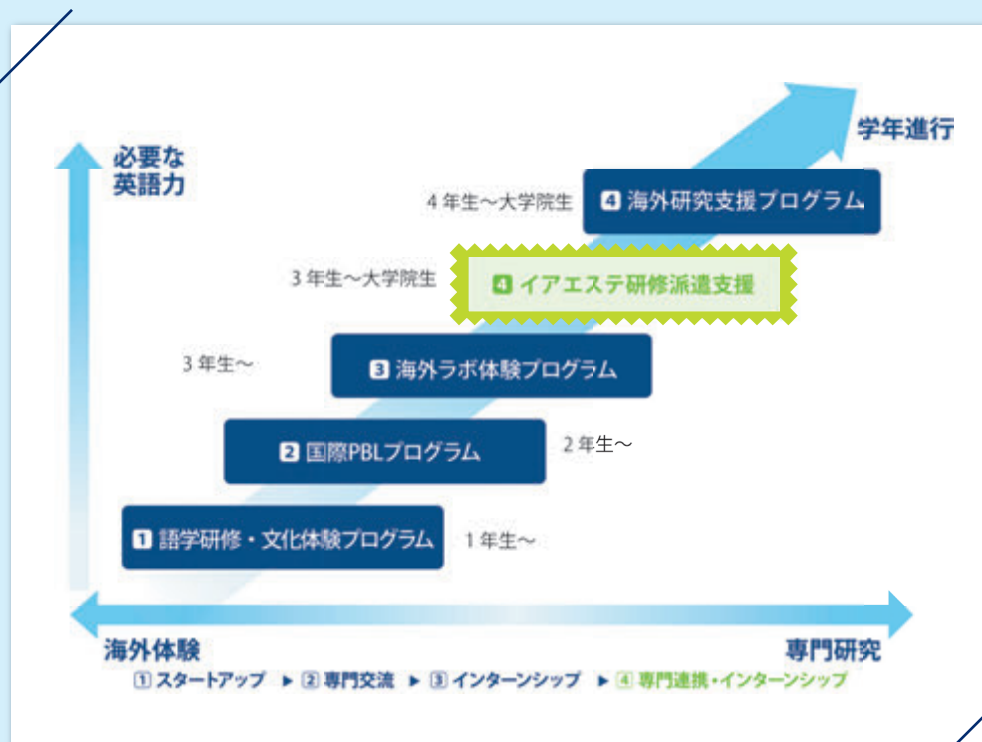 学年進行
必要な
英語力
4年生～大学院生
4 海外研究支援プログラム
3年生～大学院生
4 イアエステ研修派遣支援
3年生～
3 海外ラボ体験プログラム
2 国際PBLプログラム
2年生～
1 語学研修・文化体験プログラム
1年生～
海外体験
専門研究
1 スタートアップ ▶ 2 専門交流 ▶ 3 インターンシップ ▶ 4 専門連携・インターンシップ